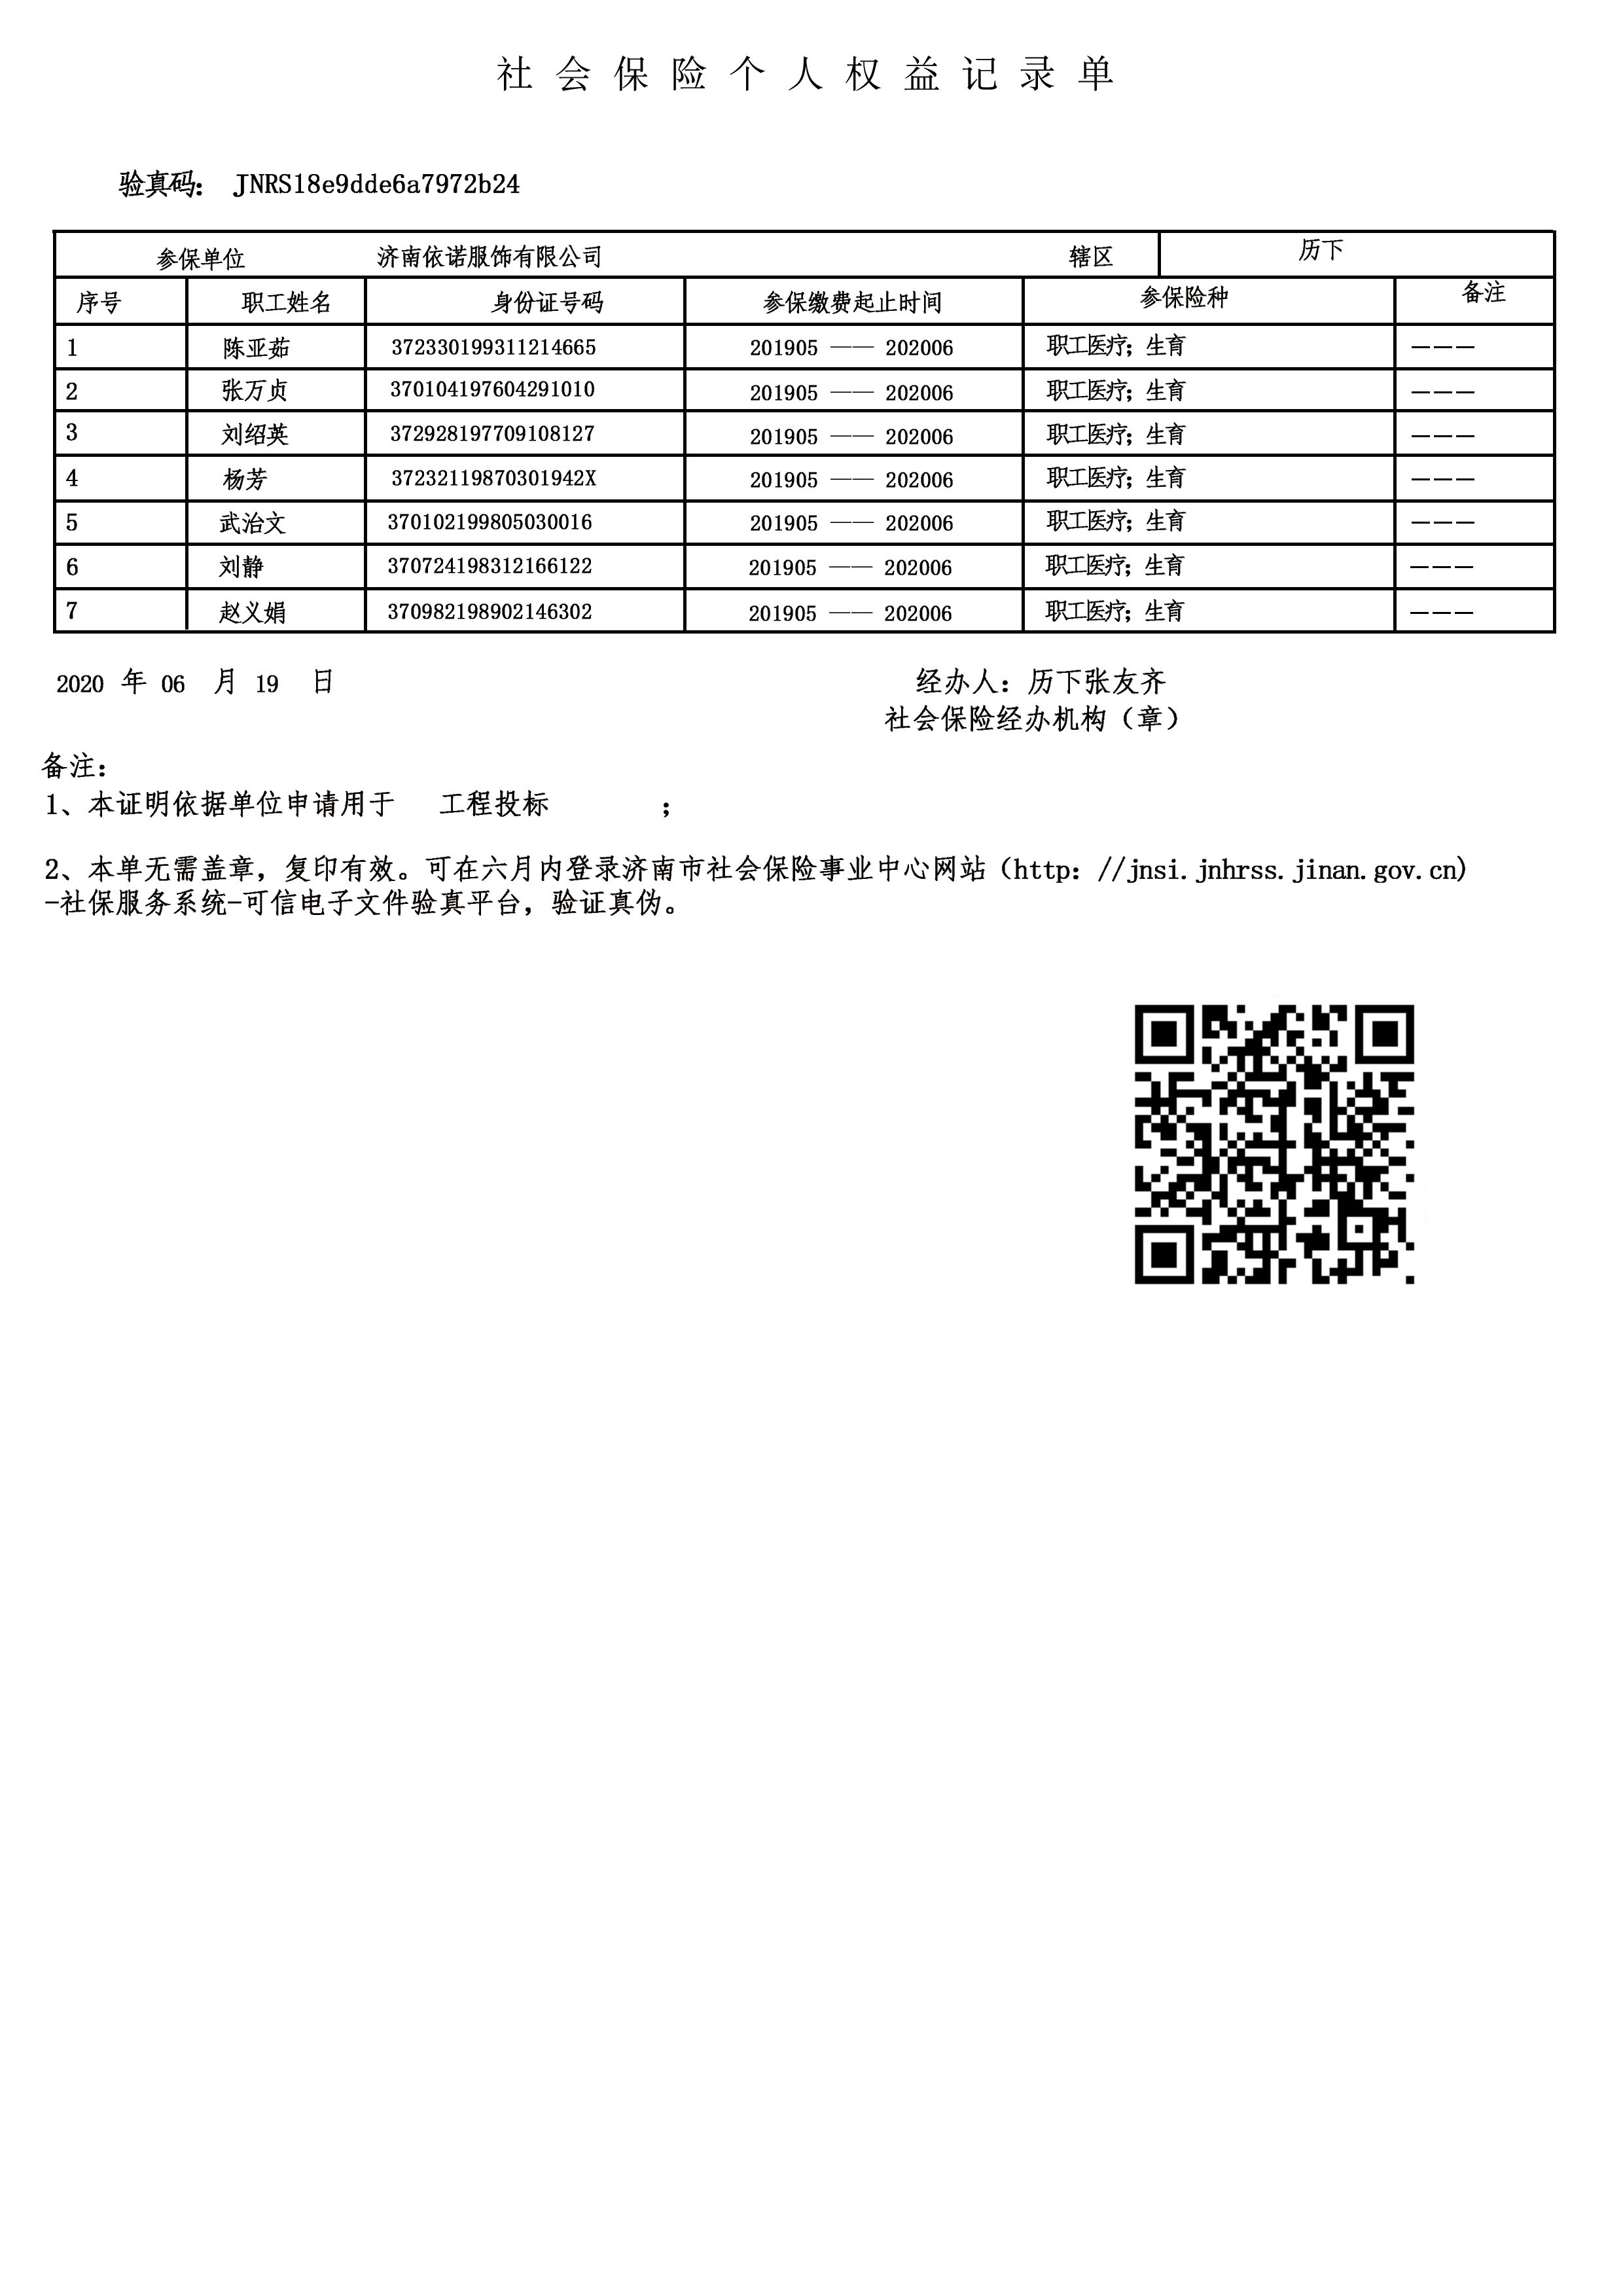 社会保险个人权益记录单
验真码： JNRS18e9dde6a7972b24
参保单位 济南依诺服饰有限公司 辖区 历下
序号 职工姓名 身份证号码 参保缴费起止时间 参保险种 备注
1 陈亚茹 372330199311214665 201905 —— 202006 职工医疗；生育 ———
2 张万贞 370104197604291010 201905 —— 202006 职工医疗；生育 ———
3 刘绍英 372928197709108127 201905 —— 202006 职工医疗；生育 ———
4 杨芳 37232119870301942X 201905 —— 202006 职工医疗；生育 ———
5 武治文 370102199805030016 201905 —— 202006 职工医疗；生育 ———
6 刘静 370724198312166122 201905 —— 202006 职工医疗；生育 ———
7 赵义娟 370982198902146302 201905 —— 202006 职工医疗；生育 ———
2020 年 06 月 19 日 经办人：历下张友齐
社会保险经办机构（章）
备注：
1、本证明依据单位申请用于 工程投标 ；
2、本单无需盖章，复印有效。可在六月内登录济南市社会保险事业中心网站（http：//jnsi.jnhrss.jinan.gov.cn)
-社保服务系统-可信电子文件验真平台，验证真伪。